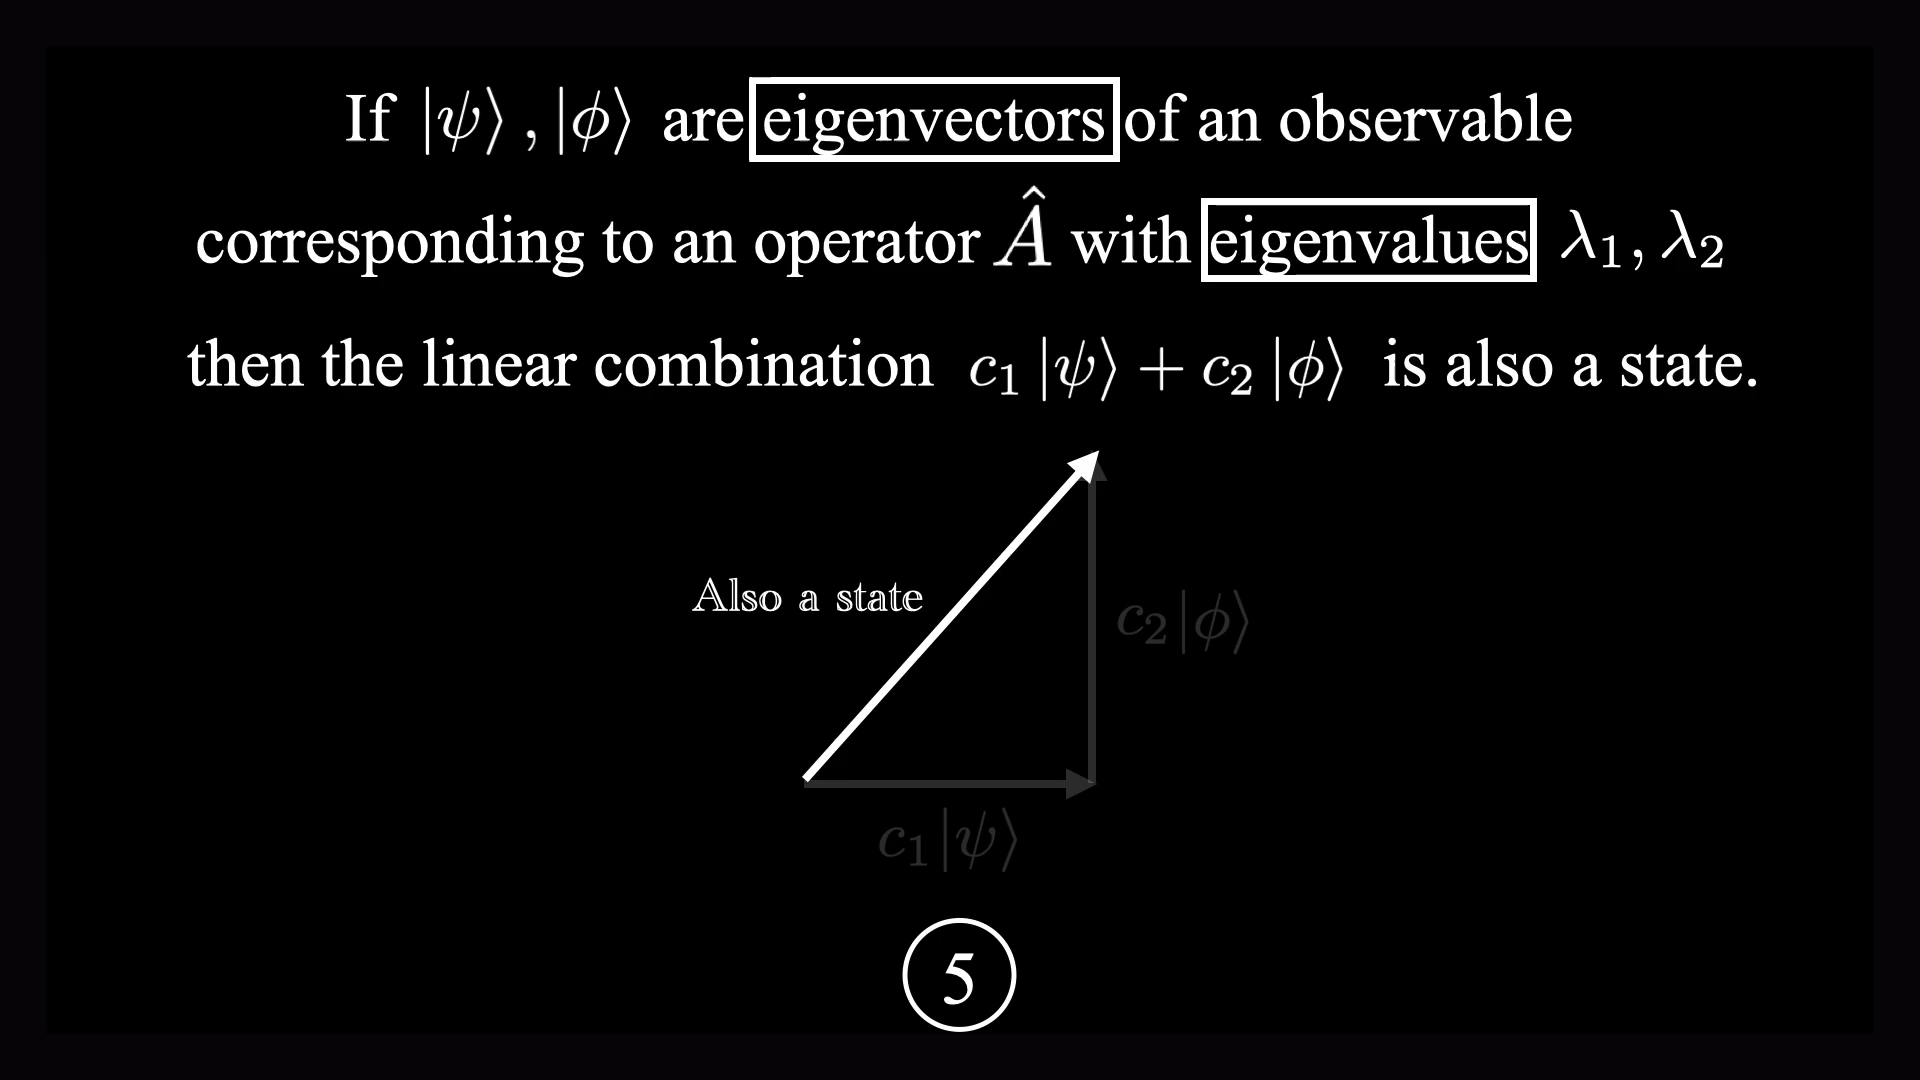 If |ψ⟩, |ϕ⟩ are eigenvectors of an observable
corresponding to an operator Â with eigenvalues λ₁, λ₂
then the linear combination c₁|ψ⟩ + c₂|ϕ⟩ is also a state.
Also a state
c₂|ϕ⟩
c₁|ψ⟩
5